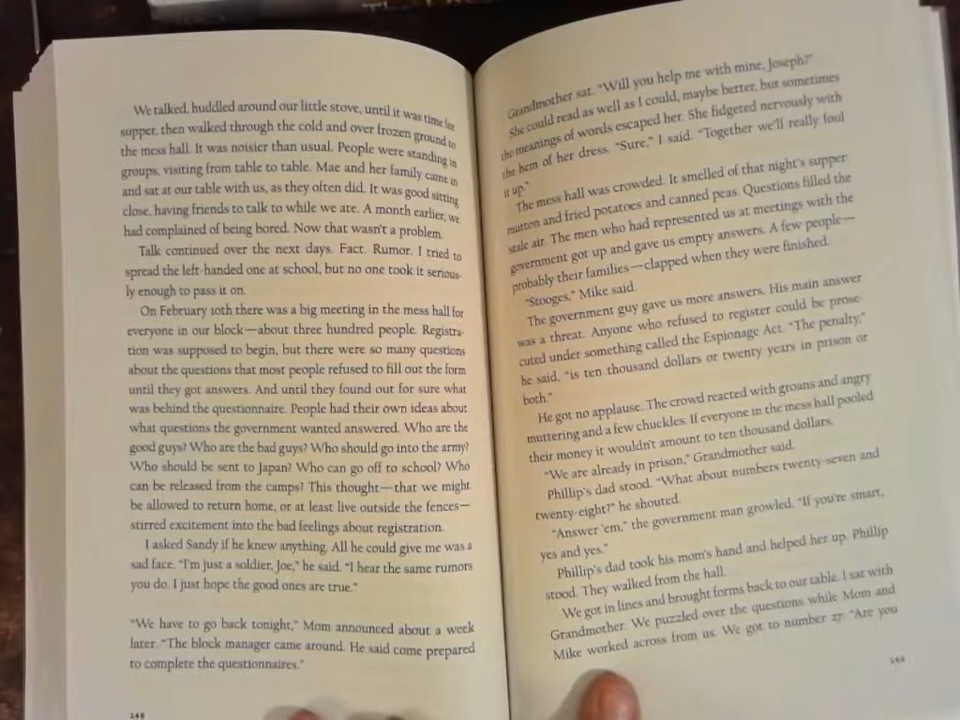 We talked, huddled around our little stove, until it was time for
supper, then walked through the cold and over frozen ground to
the mess hall. It was noisier than usual. People were standing in
groups, visiting from table to table. Mae and her family came in
and sat at our table with us, as they often did. It was good sitting
close, having friends to talk to while we ate. A month earlier, we
had complained of being bored. Now that wasn't a problem.
Talk continued over the next days. Fact. Rumor. I tried to
spread the left-handed one at school, but no one took it serious-
ly enough to pass it on.
On February 10th there was a big meeting in the mess hall for
everyone in our block—about three hundred people. Registra-
tion was supposed to begin, but there were so many questions
about the questions that most people refused to fill out the form
until they got answers. And until they found out for sure what
was behind the questionnaire. People had their own ideas about
what questions the government wanted answered. Who are the
good guys? Who are the bad guys? Who should go into the army?
Who should be sent to Japan? Who can go off to school? Who
can be released from the camps? This thought—that we might
be allowed to return home, or at least live outside the fences—
stirred excitement into the bad feelings about registration.
I asked Sandy if he knew anything. All he could give me was a
sad face. "I'm just a soldier, Joe," he said. "I hear the same rumors
you do. I just hope the good ones are true."
"We have to go back tonight," Mom announced about a week
later. "The block manager came around. He said come prepared
to complete the questionnaires."
148
Grandmother sat. "Will you help me with mine, Joseph?"
She could read as well as I could, maybe better, but sometimes
the meanings of words escaped her. She fidgeted nervously with
the hem of her dress. "Sure," I said. "Together we'll really foul
it up."
The mess hall was crowded. It smelled of that night's supper:
mutton and fried potatoes and canned peas. Questions filled the
stale air. The men who had represented us at meetings with the
government got up and gave us empty answers. A few people—
probably their families—clapped when they were finished.
"Stooges," Mike said.
The government guy gave us more answers. His main answer
was a threat. Anyone who refused to register could be prose-
cuted under something called the Espionage Act. "The penalty,"
he said, "is ten thousand dollars or twenty years in prison or
both."
He got no applause. The crowd reacted with groans and angry
muttering and a few chuckles. If everyone in the mess hall pooled
their money it wouldn't amount to ten thousand dollars.
"We are already in prison," Grandmother said.
Phillip's dad stood. "What about numbers twenty-seven and
twenty-eight?" he shouted.
"Answer 'em," the government man growled. "If you're smart,
yes and yes."
Phillip's dad took his mom's hand and helped her up. Phillip
stood. They walked from the hall.
We got in lines and brought forms back to our table. I sat with
Grandmother. We puzzled over the questions while Mom and
Mike worked across from us. We got to number 27. "Are you